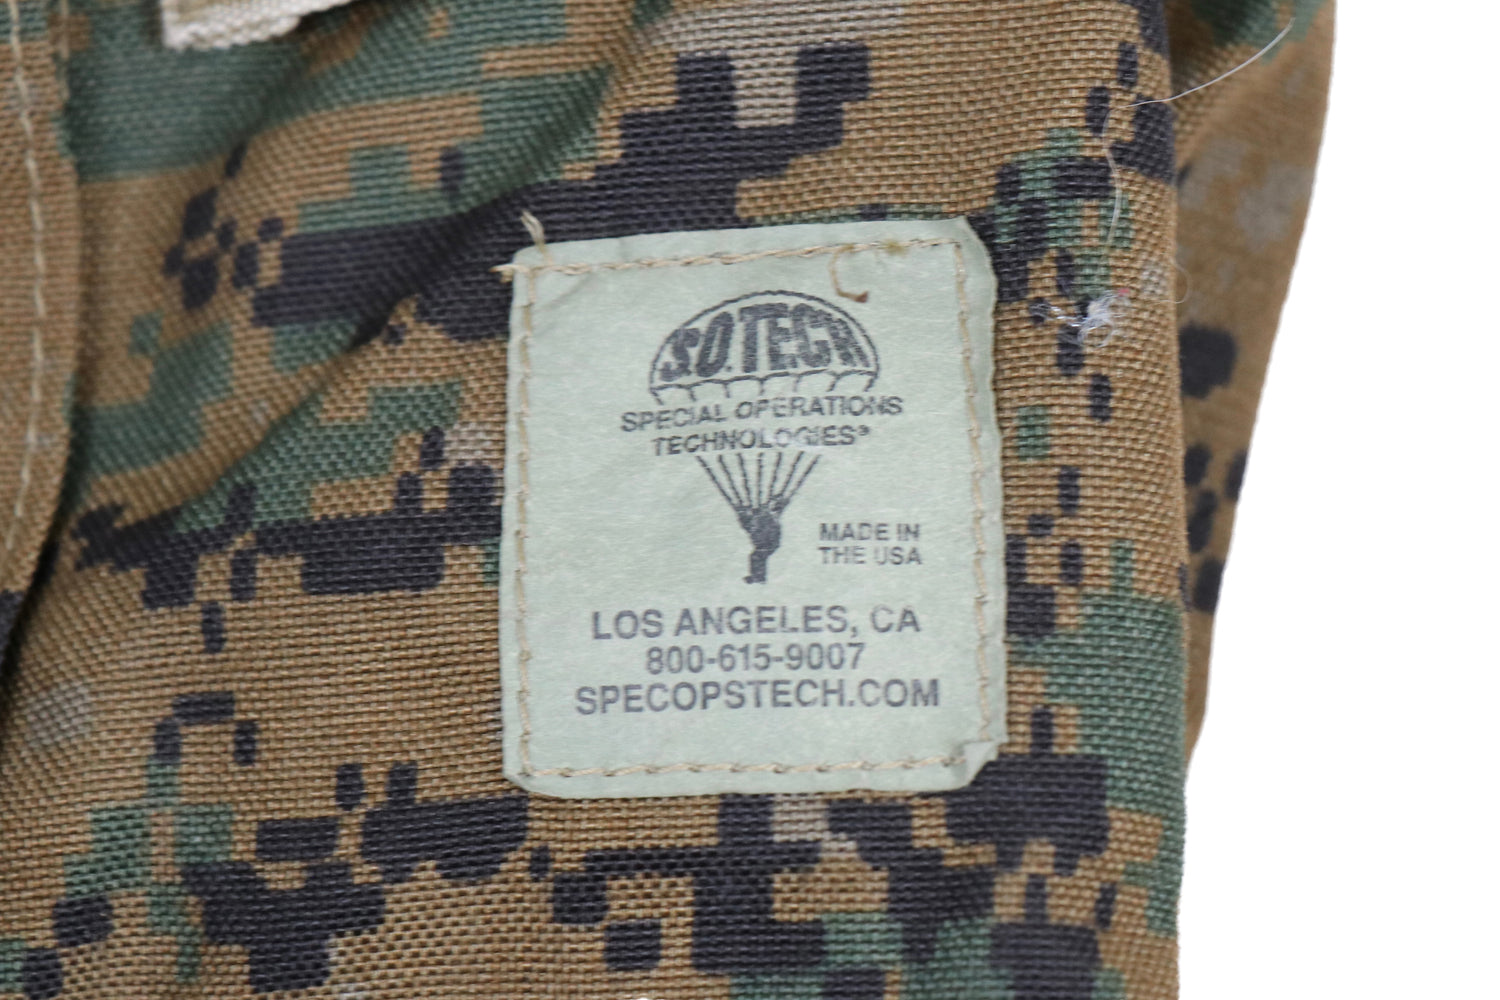 S.O.TECH
SPECIAL OPERATIONS
TECHNOLOGIES®
MADE IN
THE USA
LOS ANGELES, CA
800-615-9007
SPECOPSTECH.COM